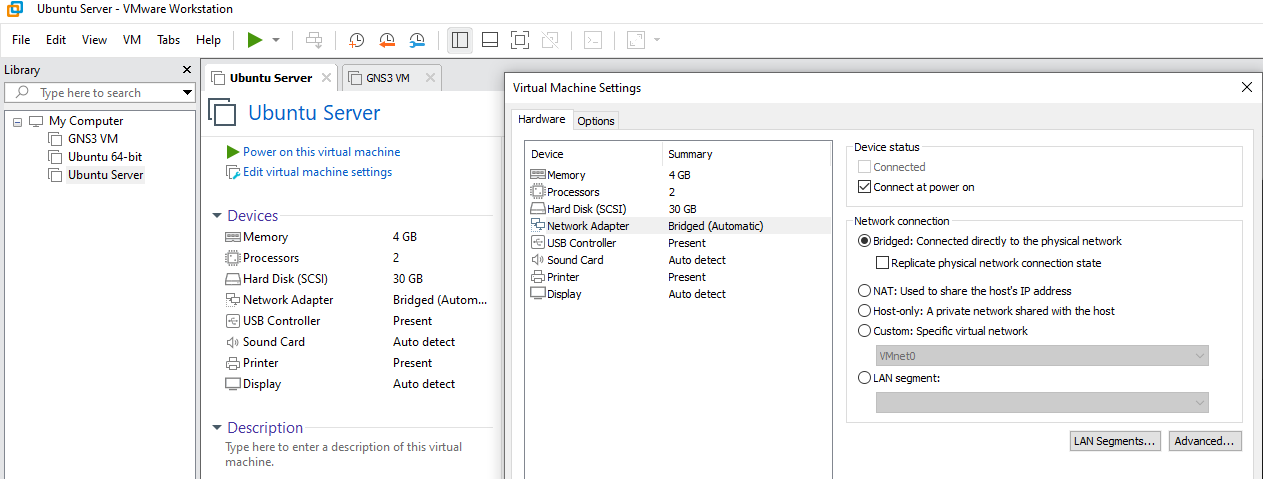 Ubuntu Server - VMware Workstation
File Edit View VM Tabs Help
Library
Type here to search
My Computer
GNS3 VM
Ubuntu 64-bit
Ubuntu Server
Ubuntu Server
GNS3 VM
Ubuntu Server
Power on this virtual machine
Edit virtual machine settings
Devices
Memory 4 GB
Processors 2
Hard Disk (SCSI) 30 GB
Network Adapter Bridged (Autom...
USB Controller Present
Sound Card Auto detect
Printer Present
Display Auto detect
Description
Type here to enter a description of this virtual
machine.
Virtual Machine Settings
Hardware Options
Device Summary
Memory 4 GB
Processors 2
Hard Disk (SCSI) 30 GB
Network Adapter Bridged (Automatic)
USB Controller Present
Sound Card Auto detect
Printer Present
Display Auto detect
Device status
Connected
Connect at power on
Network connection
Bridged: Connected directly to the physical network
Replicate physical network connection state
NAT: Used to share the host's IP address
Host-only: A private network shared with the host
Custom: Specific virtual network
VMnet0
LAN segment:
LAN Segments... Advanced...